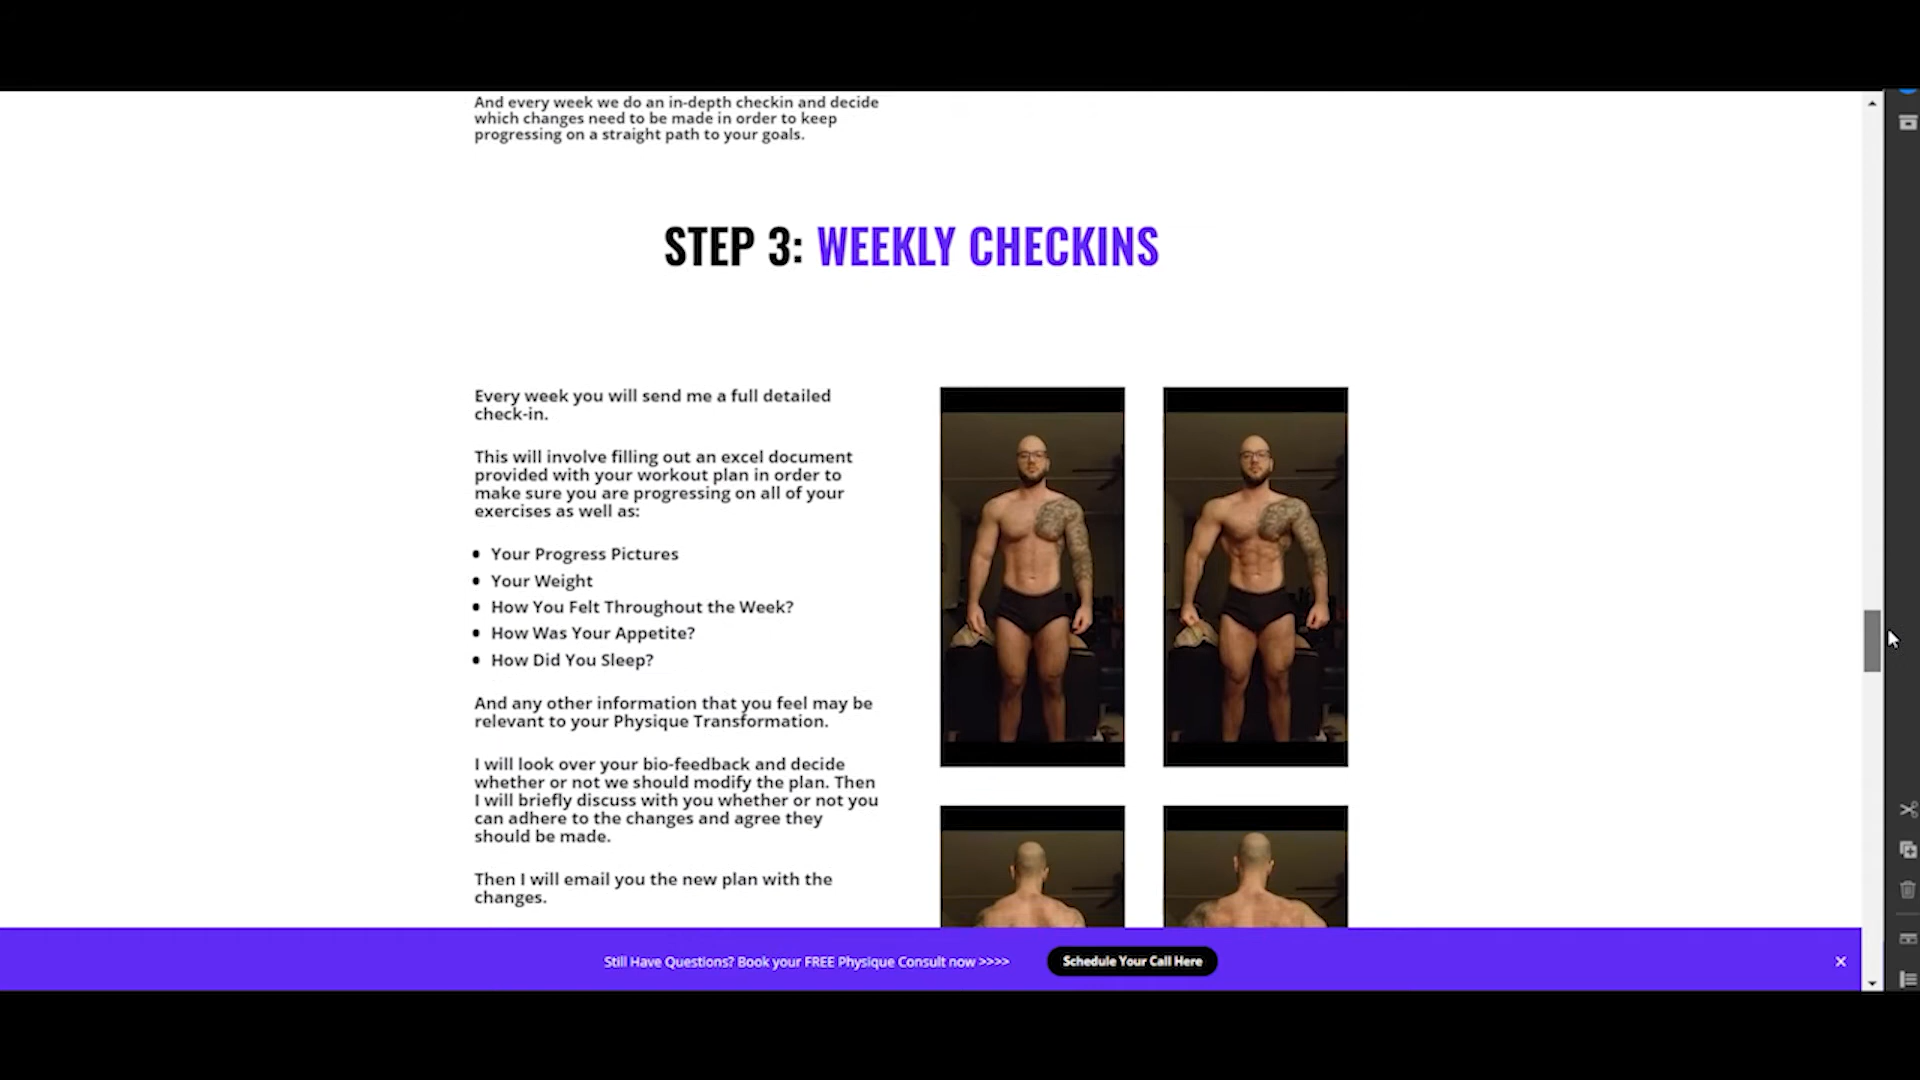 And every week we do an in-depth checkin and decide
which changes need to be made in order to keep
progressing on a straight path to your goals.
STEP 3: WEEKLY CHECKINS
Every week you will send me a full detailed
check-in.
This will involve filling out an excel document
provided with your workout plan in order to
make sure you are progressing on all of your
exercises as well as:
• Your Progress Pictures
• Your Weight
• How You Felt Throughout the Week?
• How Was Your Appetite?
• How Did You Sleep?
And any other information that you feel may be
relevant to your Physique Transformation.
I will look over your bio-feedback and decide
whether or not we should modify the plan. Then
I will briefly discuss with you whether or not you
can adhere to the changes and agree they
should be made.
Then I will email you the new plan with the
changes.
Still Have Questions? Book your FREE Physique Consult now >>>>
Schedule Your Call Here